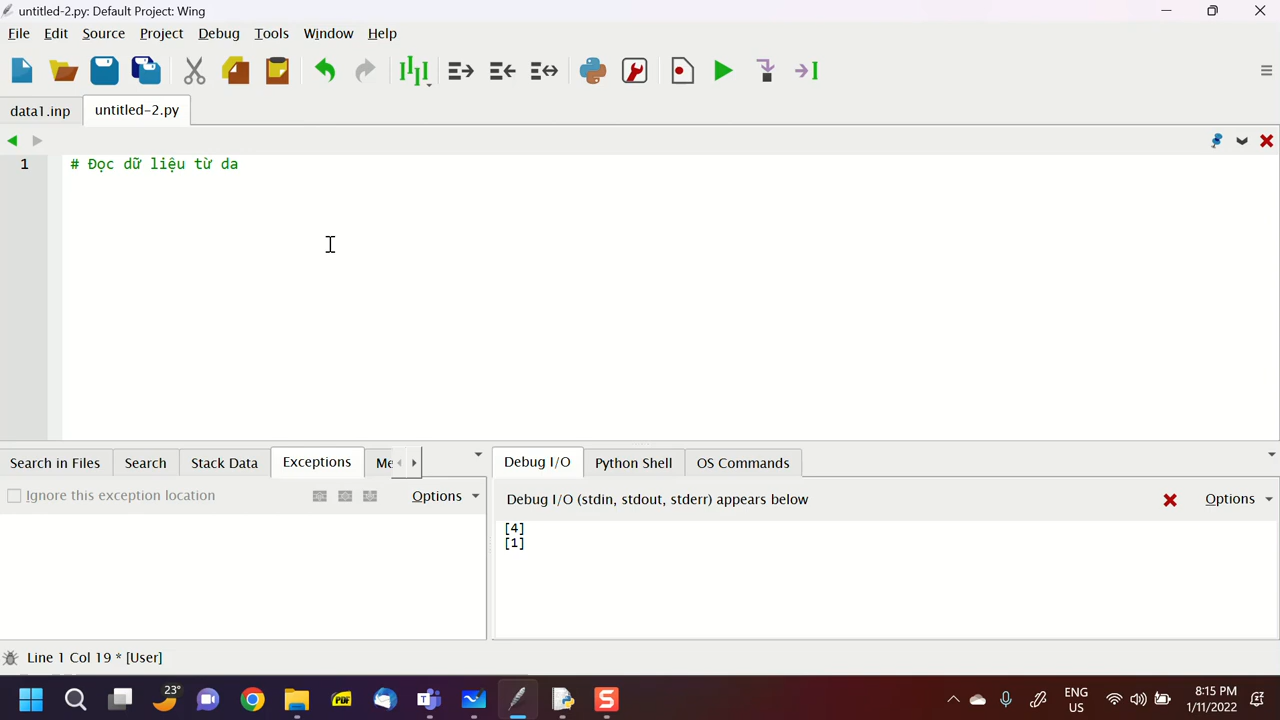 untitled-2.py: Default Project: Wing
File Edit Source Project Debug Tools Window Help
data1.inp untitled-2.py
1 # Đọc dữ liệu từ da
Search in Files Search Stack Data Exceptions Me
Debug I/O Python Shell OS Commands
Ignore this exception location Options
Debug I/O (stdin, stdout, stderr) appears below Options
[4]
[1]
Line 1 Col 19 * [User]
23°
PDF
ENG
US
8:15 PM
1/11/2022